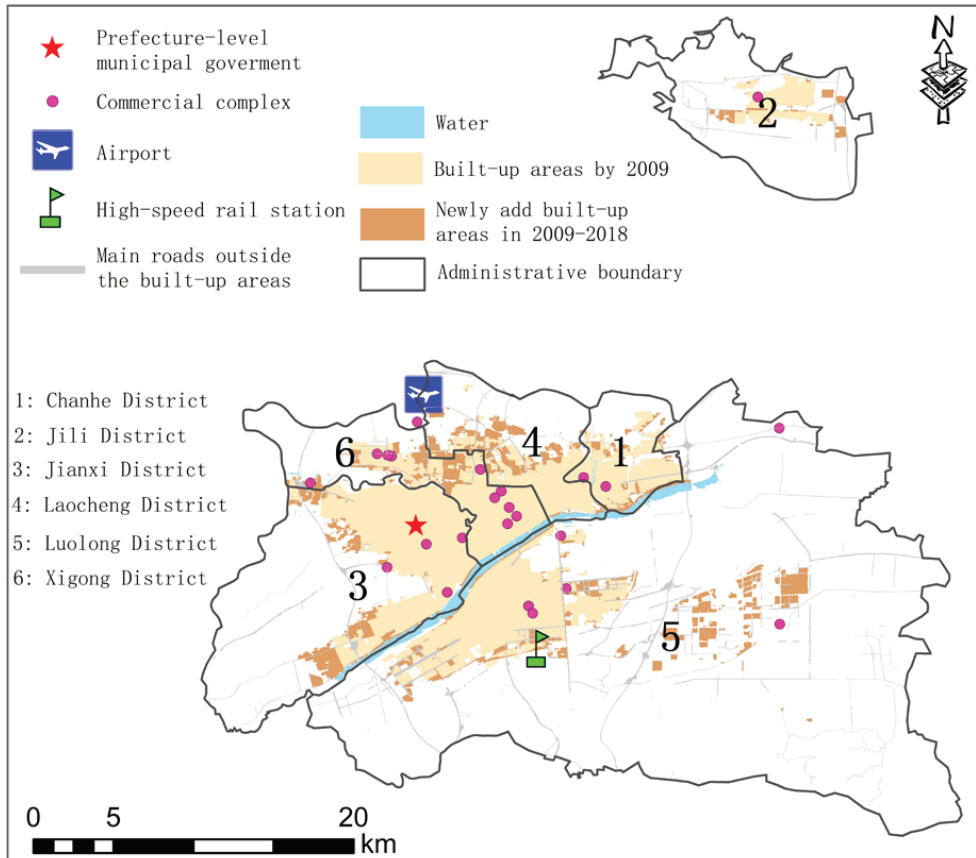 Prefecture-level
municipal goverment
Commercial complex
Airport
High-speed rail station
Main roads outside
the built-up areas
Water
Built-up areas by 2009
Newly add built-up
areas in 2009-2018
Administrative boundary
N
2
1: Chanhe District
2: Jili District
3: Jianxi District
4: Laocheng District
5: Luolong District
6: Xigong District
6
4
1
3
5
0 5 20
km